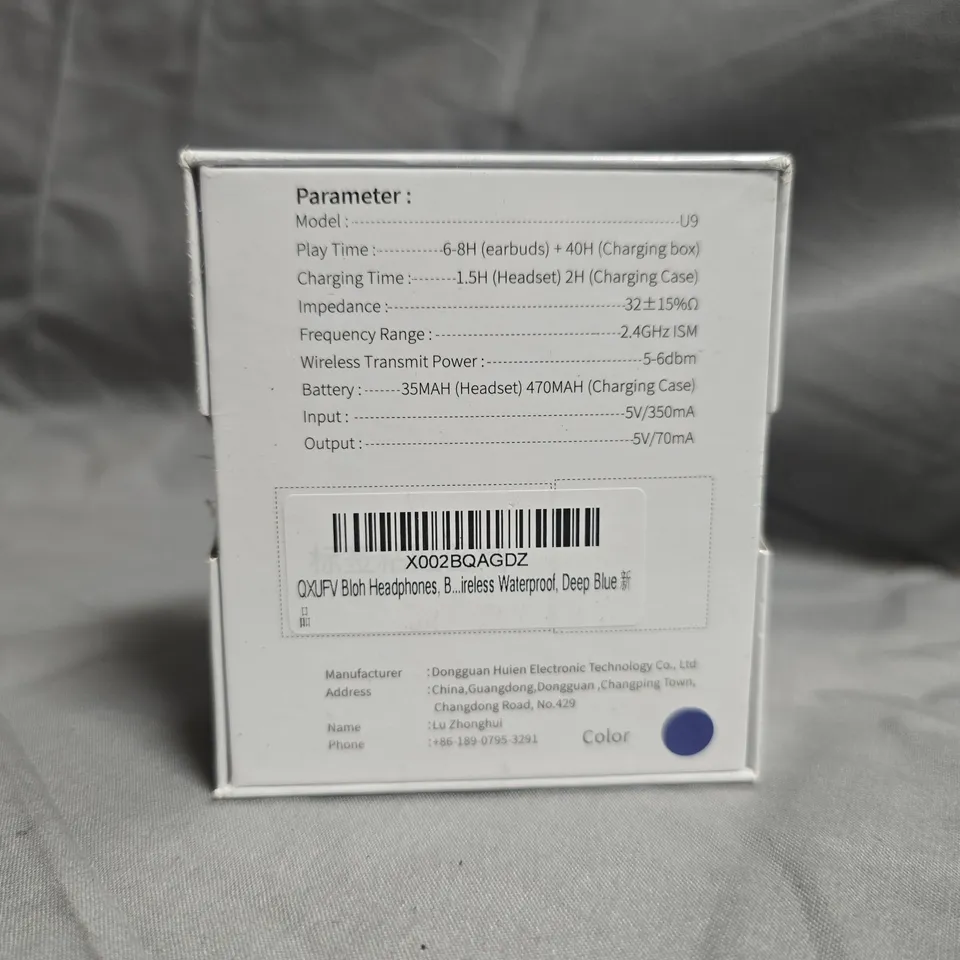 Parameter :
Model :------U9
Play Time :------6-8H (earbuds) + 40H (Charging box)
Charging Time :------1.5H (Headset) 2H (Charging Case)
Impedance :------32±15%Ω
Frequency Range :------2.4GHz ISM
Wireless Transmit Power :------5-6dbm
Battery :------35MAH (Headset) 470MAH (Charging Case)
Input :------5V/350mA
Output :------5V/70mA
X002BQAGDZ
QXUFV Bloh Headphones, B...ireless Waterproof, Deep Blue 新
品
Manufacturer :Dongguan Huien Electronic Technology Co., Ltd
Address :China,Guangdong,Dongguan ,Changping Town,
Changdong Road, No.429
Name :Lu Zhonghui
Phone :+86-189-0795-3291
Color